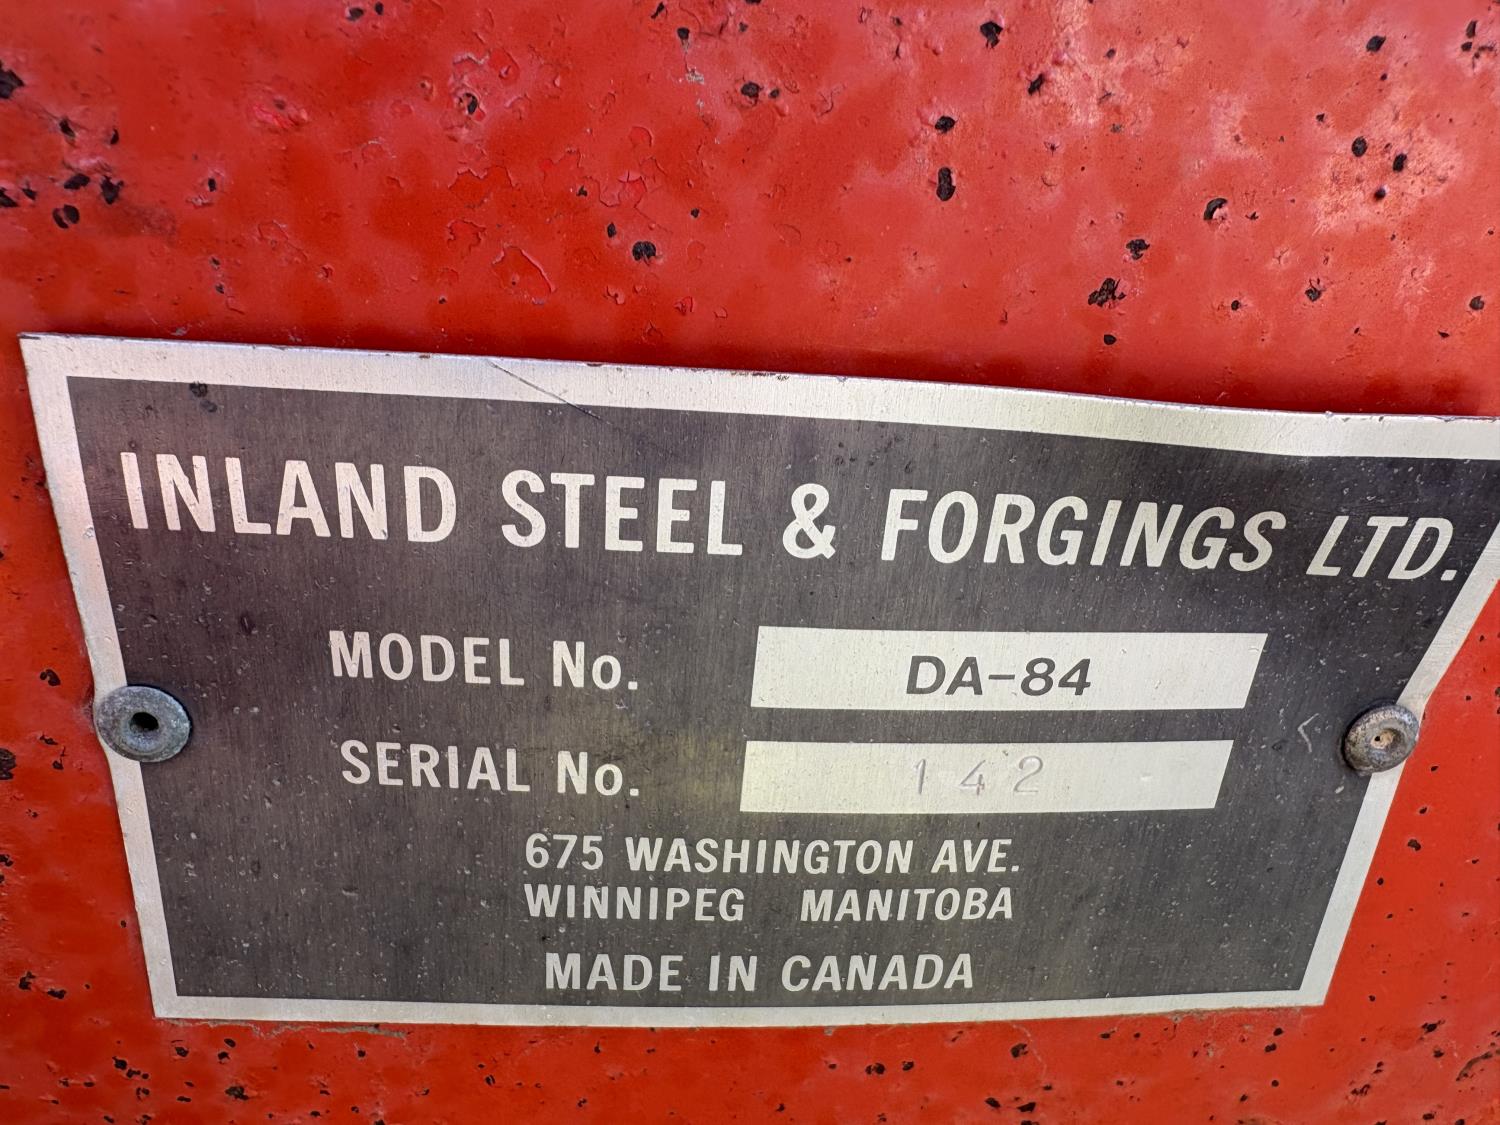 INLAND STEEL & FORGINGS LTD.
MODEL No. DA-84
SERIAL No. 142
675 WASHINGTON AVE.
WINNIPEG MANITOBA
MADE IN CANADA